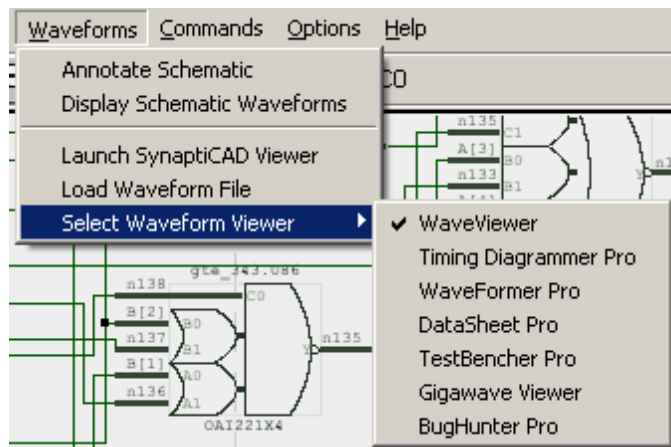 Waveforms Commands Options Help
Annotate Schematic
Display Schematic Waveforms
Launch SynaptiCAD Viewer
Load Waveform File
Select Waveform Viewer
WaveViewer
Timing Diagrammer Pro
WaveFormer Pro
DataSheet Pro
TestBencher Pro
Gigawave Viewer
BugHunter Pro
n135
C1
A[3]
B0
n133
B1
Y
gte_343.086
n138
C0
B[2]
B0
n137
B1
Y
n135
B[1]
A0
n136
A1
OAI221X4